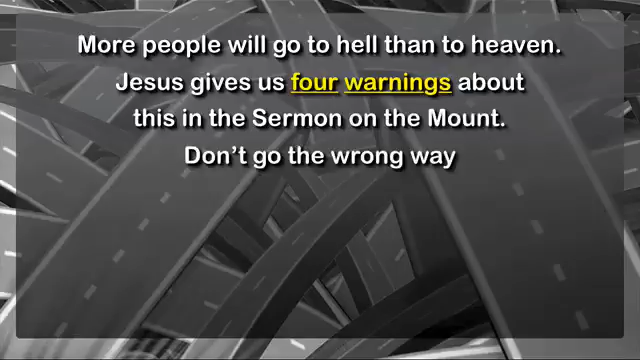 More people will go to hell than to heaven.
Jesus gives us four warnings about
this in the Sermon on the Mount.
Don’t go the wrong way